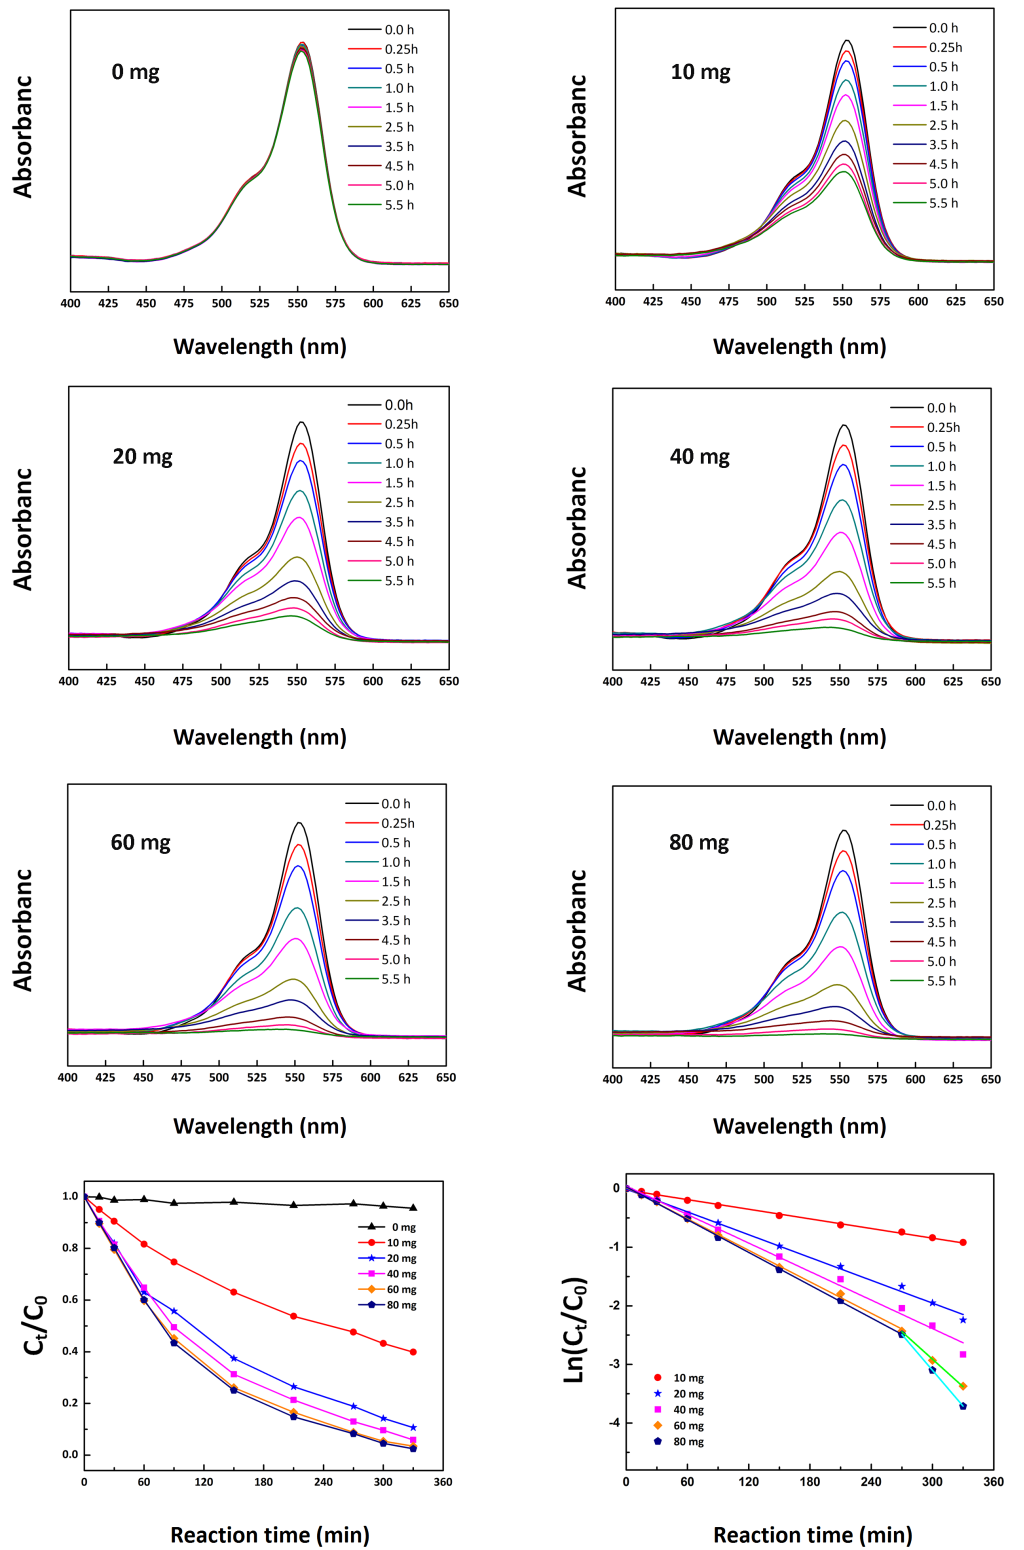 Absorbanc
0 mg
0.0 h
0.25h
0.5 h
1.0 h
1.5 h
2.5 h
3.5 h
4.5 h
5.0 h
5.5 h
400 425 450 475 500 525 550 575 600 625 650
Wavelength (nm)
Absorbanc
10 mg
0.0 h
0.25h
0.5 h
1.0 h
1.5 h
2.5 h
3.5 h
4.5 h
5.0 h
5.5 h
400 425 450 475 500 525 550 575 600 625 650
Wavelength (nm)
Absorbanc
20 mg
0.0h
0.25h
0.5 h
1.0 h
1.5 h
2.5 h
3.5 h
4.5 h
5.0 h
5.5 h
400 425 450 475 500 525 550 575 600 625 650
Wavelength (nm)
Absorbanc
40 mg
0.0 h
0.25h
0.5 h
1.0 h
1.5 h
2.5 h
3.5 h
4.5 h
5.0 h
5.5 h
400 425 450 475 500 525 550 575 600 625 650
Wavelength (nm)
Absorbanc
60 mg
0.0 h
0.25h
0.5 h
1.0 h
1.5 h
2.5 h
3.5 h
4.5 h
5.0 h
5.5 h
400 425 450 475 500 525 550 575 600 625 650
Wavelength (nm)
Absorbanc
80 mg
0.0 h
0.25h
0.5 h
1.0 h
1.5 h
2.5 h
3.5 h
4.5 h
5.0 h
5.5 h
400 425 450 475 500 525 550 575 600 625 650
Wavelength (nm)
Cₜ/C₀
1.0
0.8
0.6
0.4
0.2
0.0
0 mg
10 mg
20 mg
40 mg
60 mg
80 mg
0 60 120 180 240 300 360
Reaction time (min)
Ln(Cₜ/C₀)
0
-1
-2
-3
-4
10 mg
20 mg
40 mg
60 mg
80 mg
0 60 120 180 240 300 360
Reaction time (min)